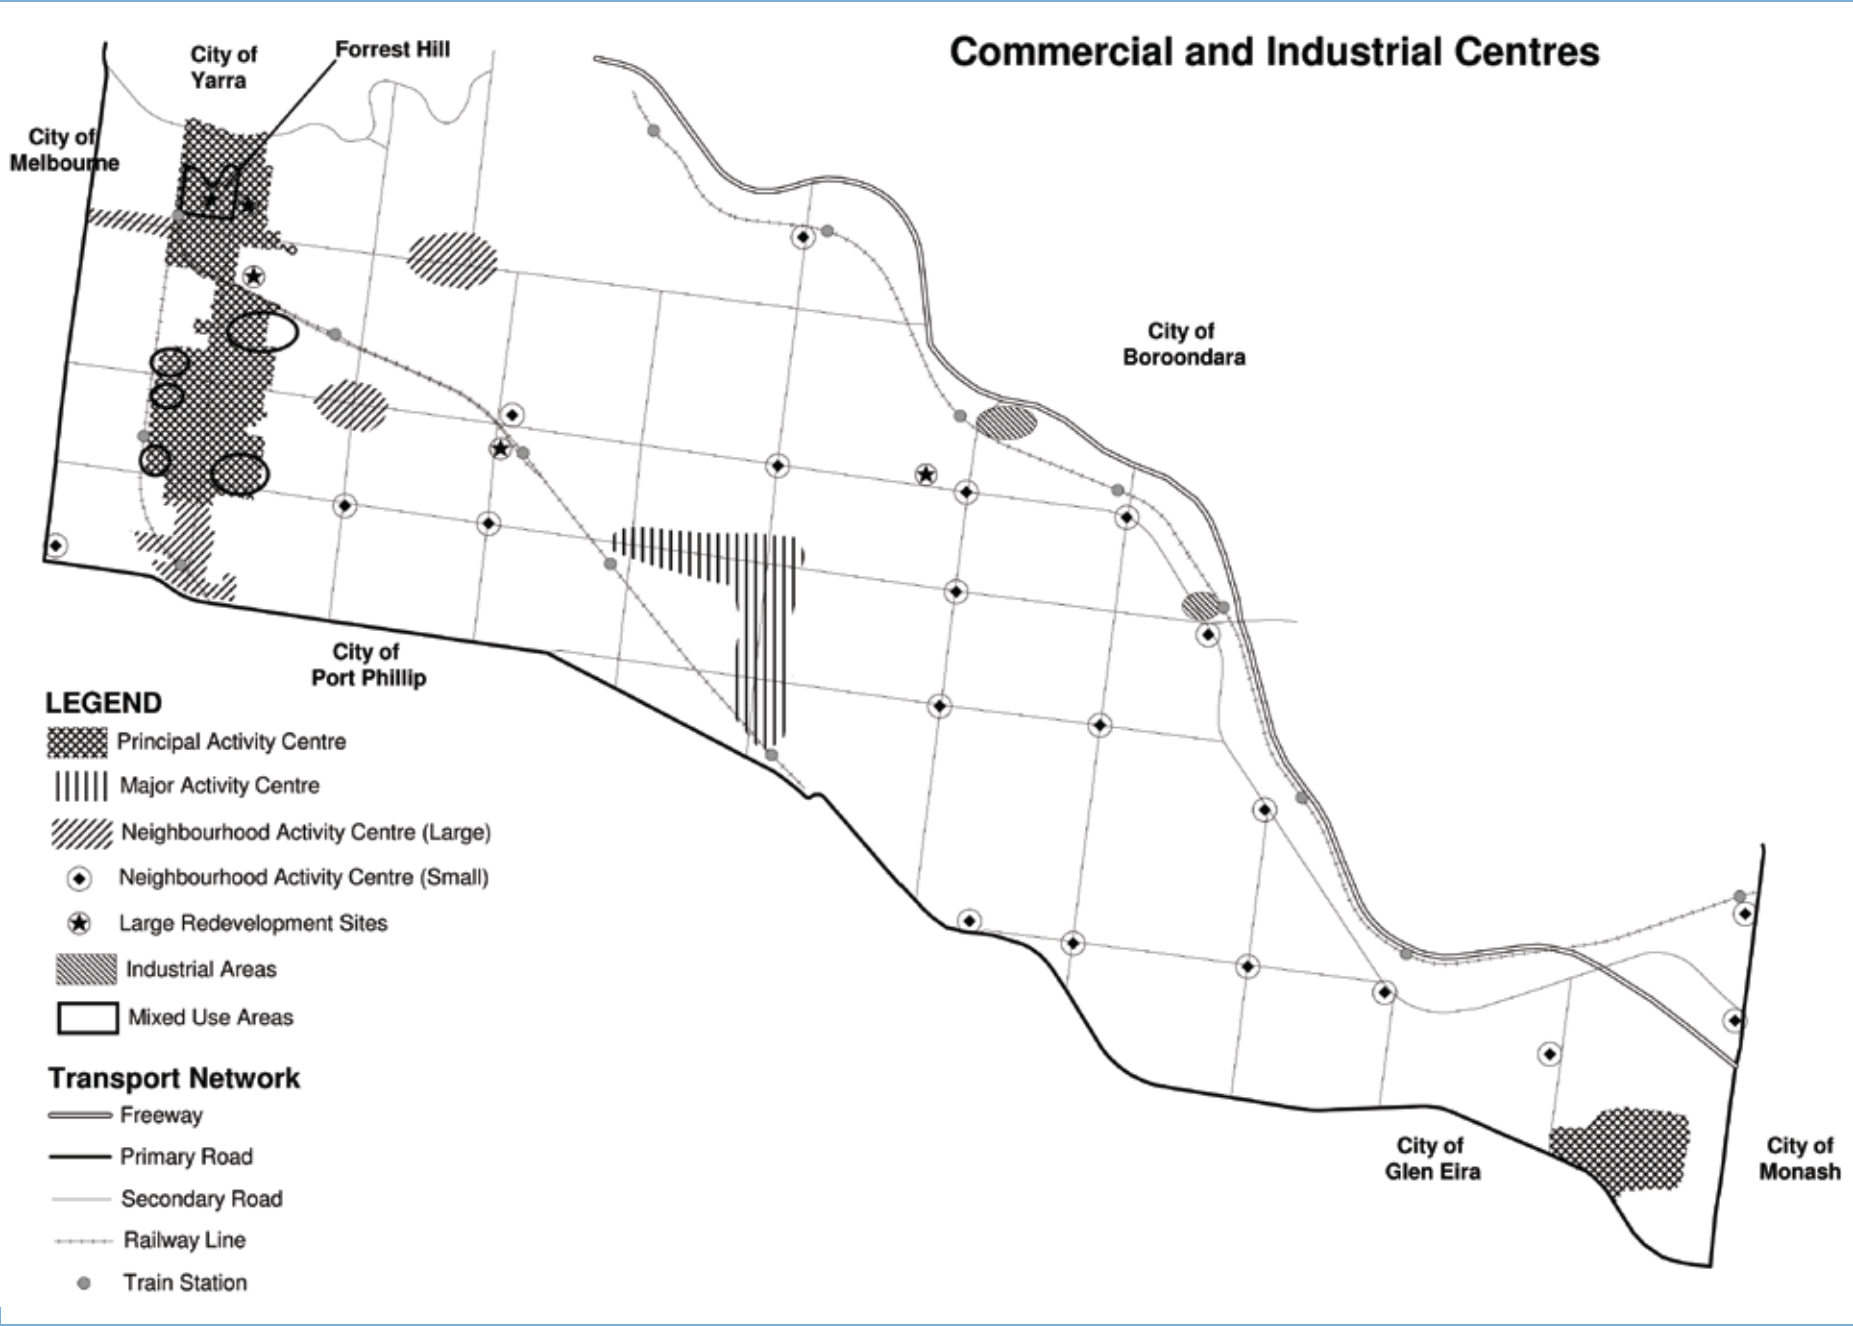 Commercial and Industrial Centres
City of
Yarra
Forrest Hill
City of
Melbourne
City of
Boroondara
City of
Port Phillip
LEGEND
Principal Activity Centre
Major Activity Centre
Neighbourhood Activity Centre (Large)
Neighbourhood Activity Centre (Small)
Large Redevelopment Sites
Industrial Areas
Mixed Use Areas
Transport Network
Freeway
Primary Road
Secondary Road
Railway Line
Train Station
City of
Glen Eira
City of
Monash